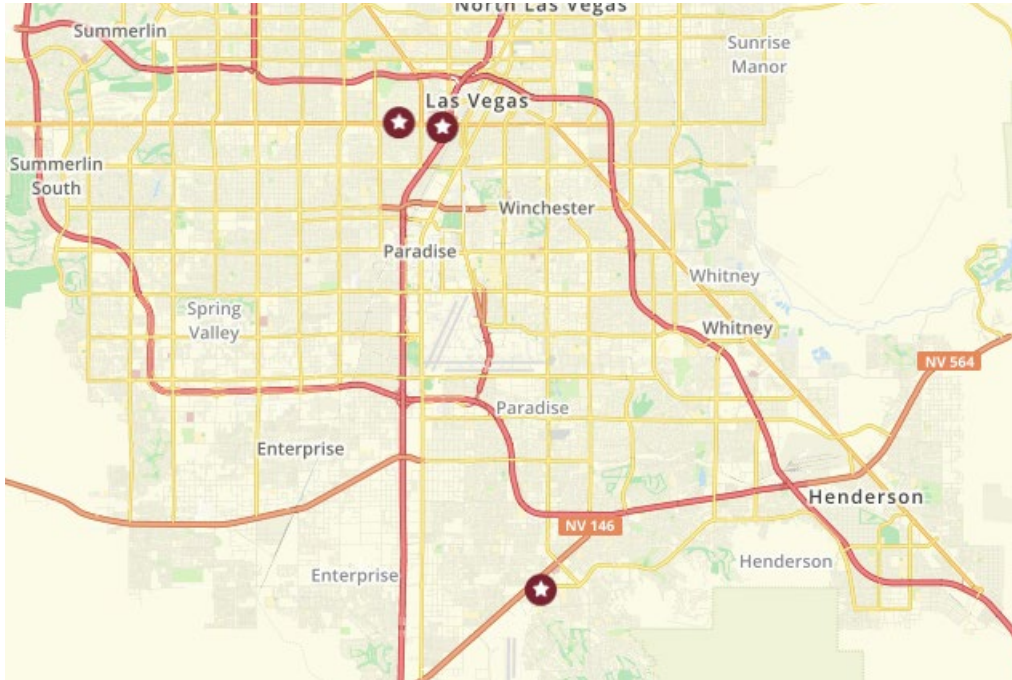 North Las Vegas
Summerlin
Sunrise
Manor
Las Vegas
Summerlin
South
Winchester
Paradise
Whitney
Spring
Valley
Whitney
NV 564
Paradise
Enterprise
Henderson
NV 146
Henderson
Enterprise